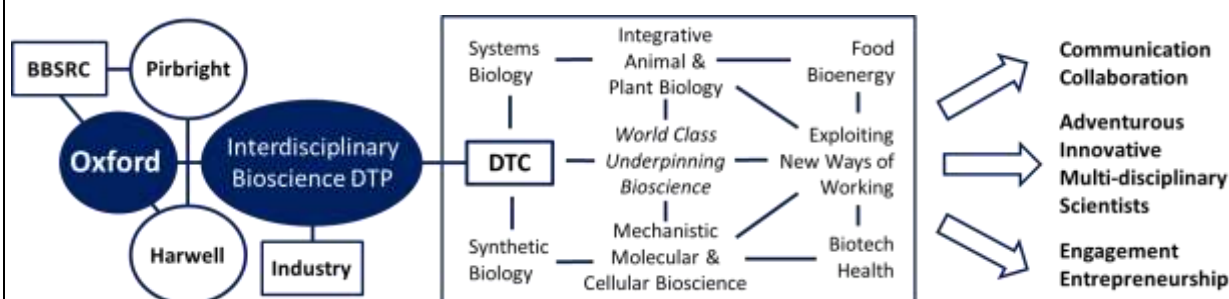 BBSRC
Pirbright
Oxford
Interdisciplinary
Bioscience DTP
Harwell
Industry
Systems
Biology
DTC
Synthetic
Biology
Integrative
Animal &
Plant Biology
World Class
Underpinning
Bioscience
Mechanistic
Molecular &
Cellular Bioscience
Food
Bioenergy
Exploiting
New Ways of
Working
Biotech
Health
Communication
Collaboration
Adventurous
Innovative
Multi-disciplinary
Scientists
Engagement
Entrepreneurship